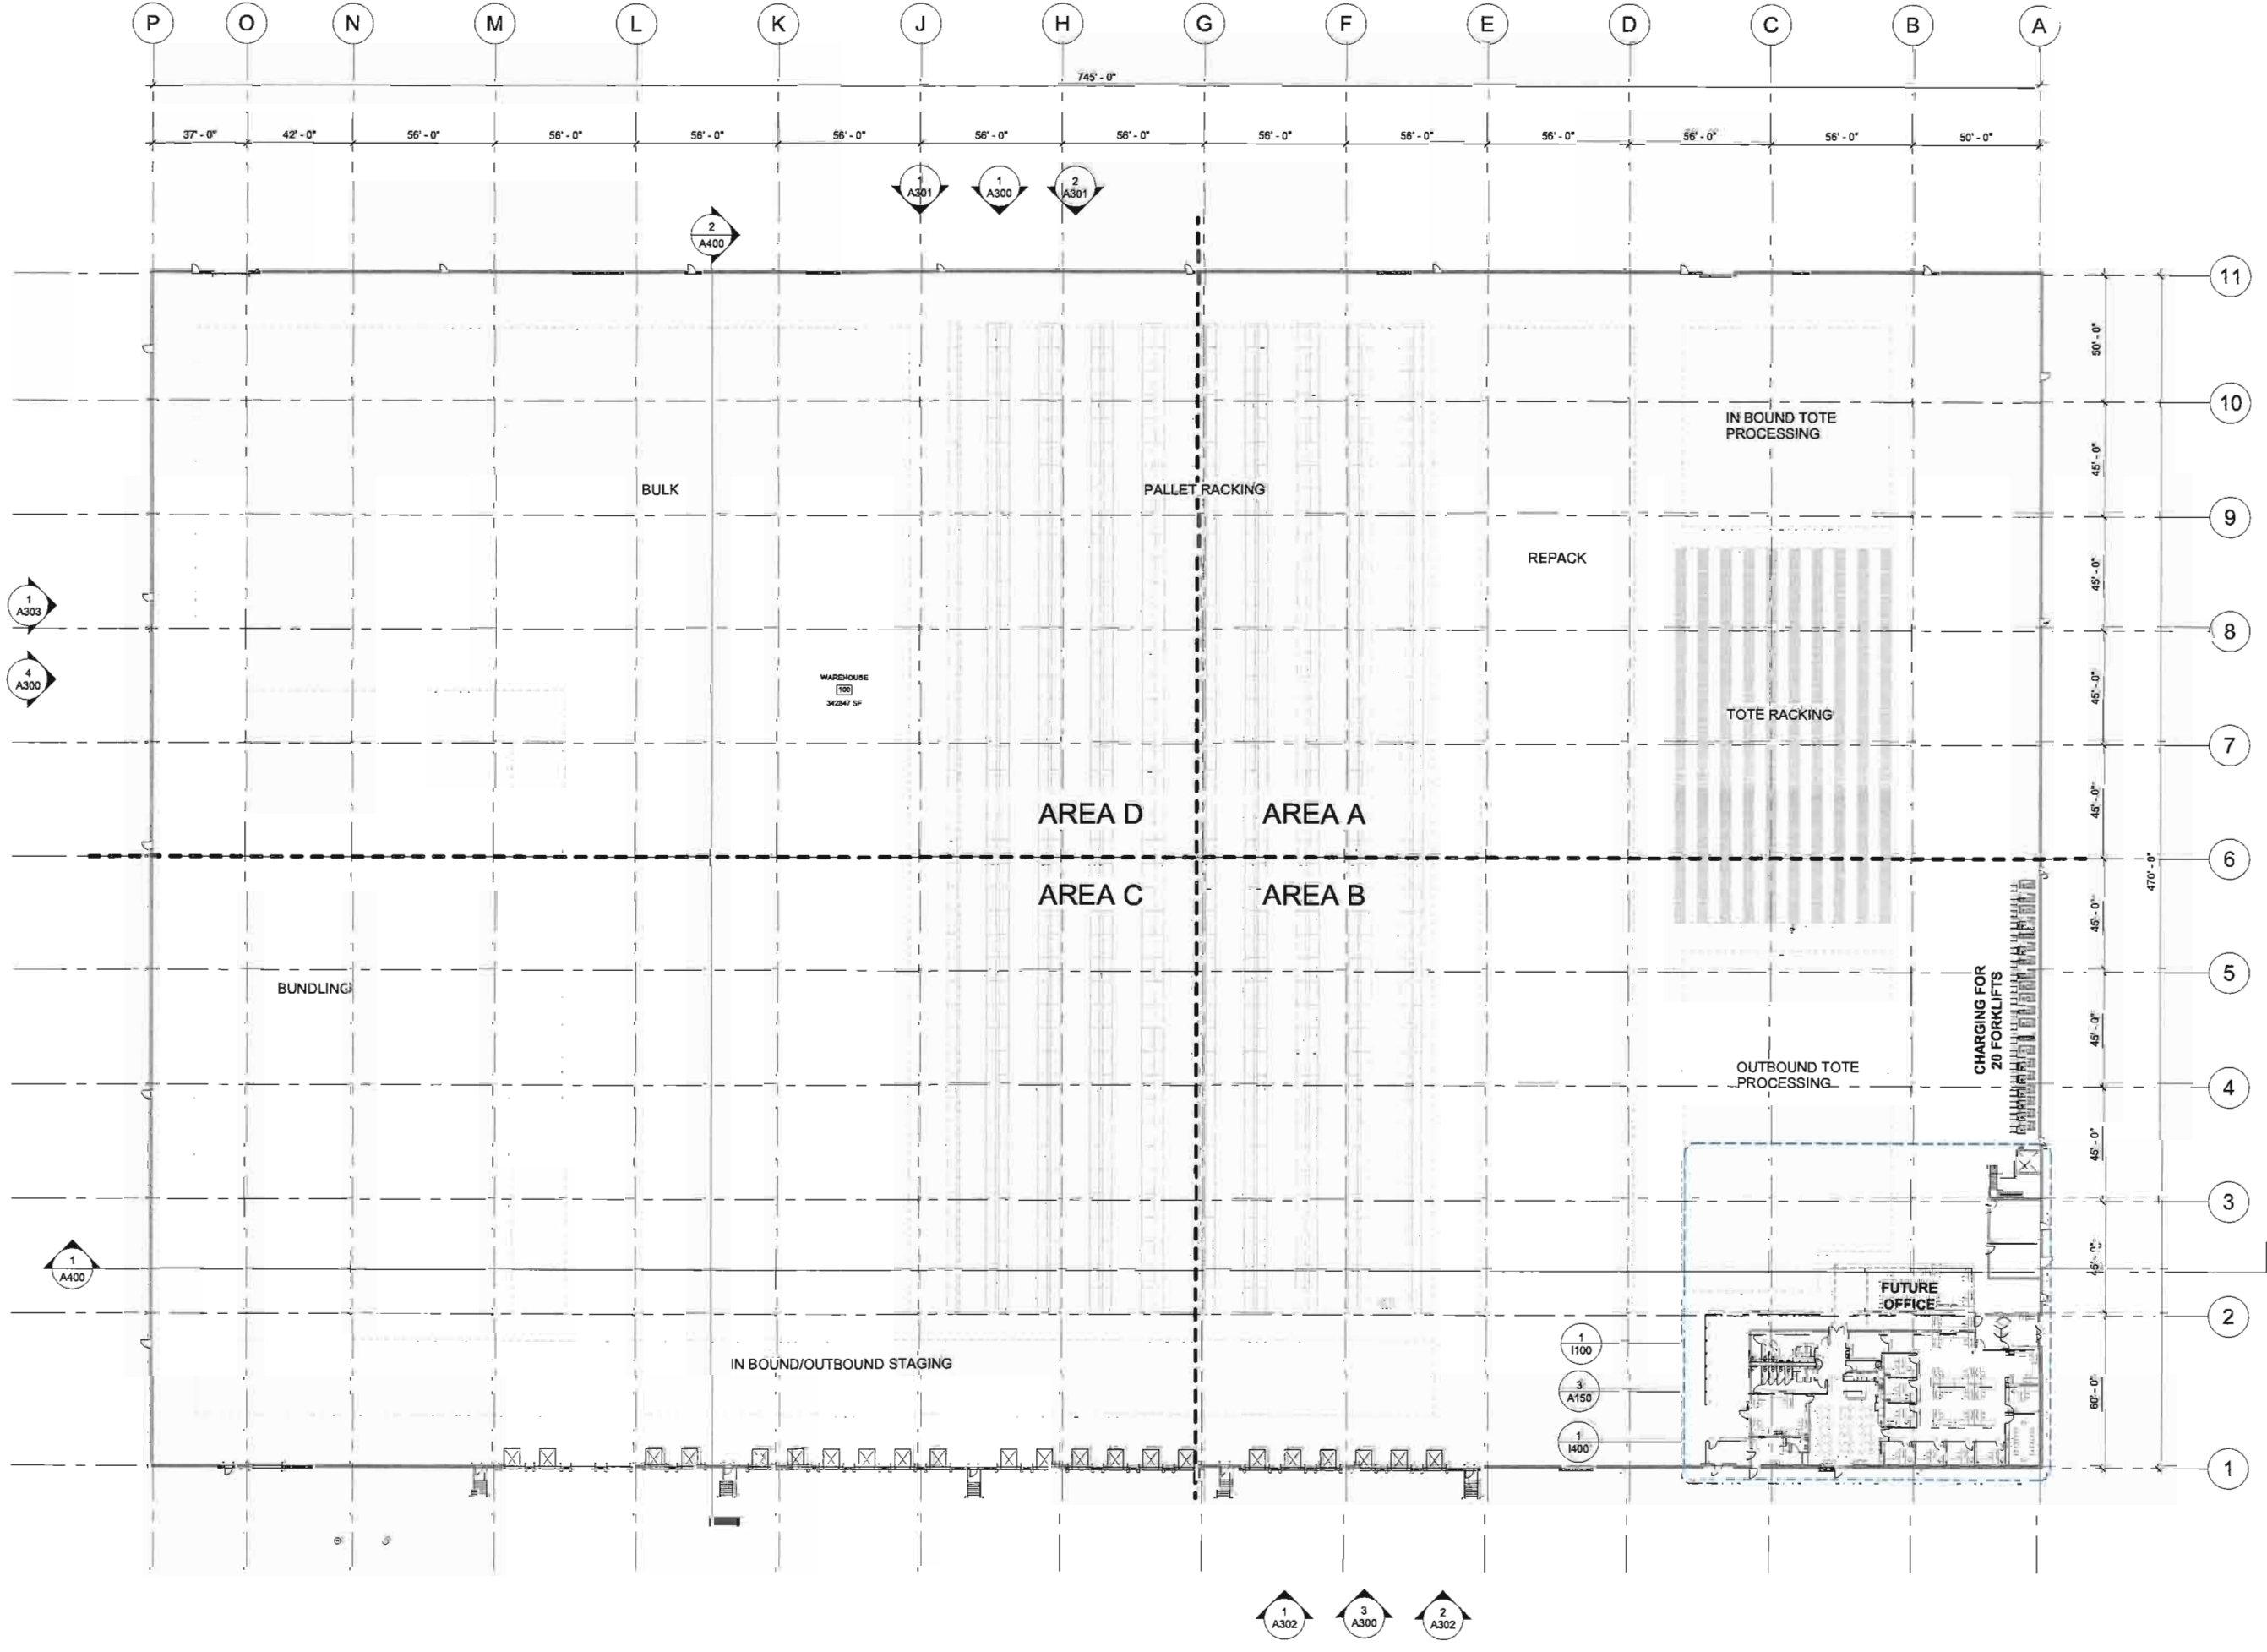 P O N M L K J H G F E D C B A
745' - 0"
37' - 0" 42' - 0" 56' - 0" 56' - 0" 56' - 0" 56' - 0" 56' - 0" 56' - 0" 56' - 0" 56' - 0" 56' - 0" 56' - 0" 56' - 0" 50' - 0"
1
A301
1
A300
2
A301
2
A400
11
50' - 0"
10
IN BOUND TOTE
PROCESSING
45' - 0"
BULK
PALLET RACKING
9
REPACK
45' - 0"
1
A303
8
4
A300
WAREHOUSE
100
342847 SF
45' - 0"
TOTE RACKING
7
45' - 0"
AREA D
AREA A
6
470' - 0"
AREA C
AREA B
45' - 0"
5
BUNDLING
CHARGING FOR
20 FORKLIFTS
45' - 0"
OUTBOUND TOTE
PROCESSING
4
45' - 0"
3
1
A400
FUTURE
OFFICE
2
1
I100
IN BOUND/OUTBOUND STAGING
3
A150
60' - 0"
1
I400
1
1
A302
3
A300
2
A302